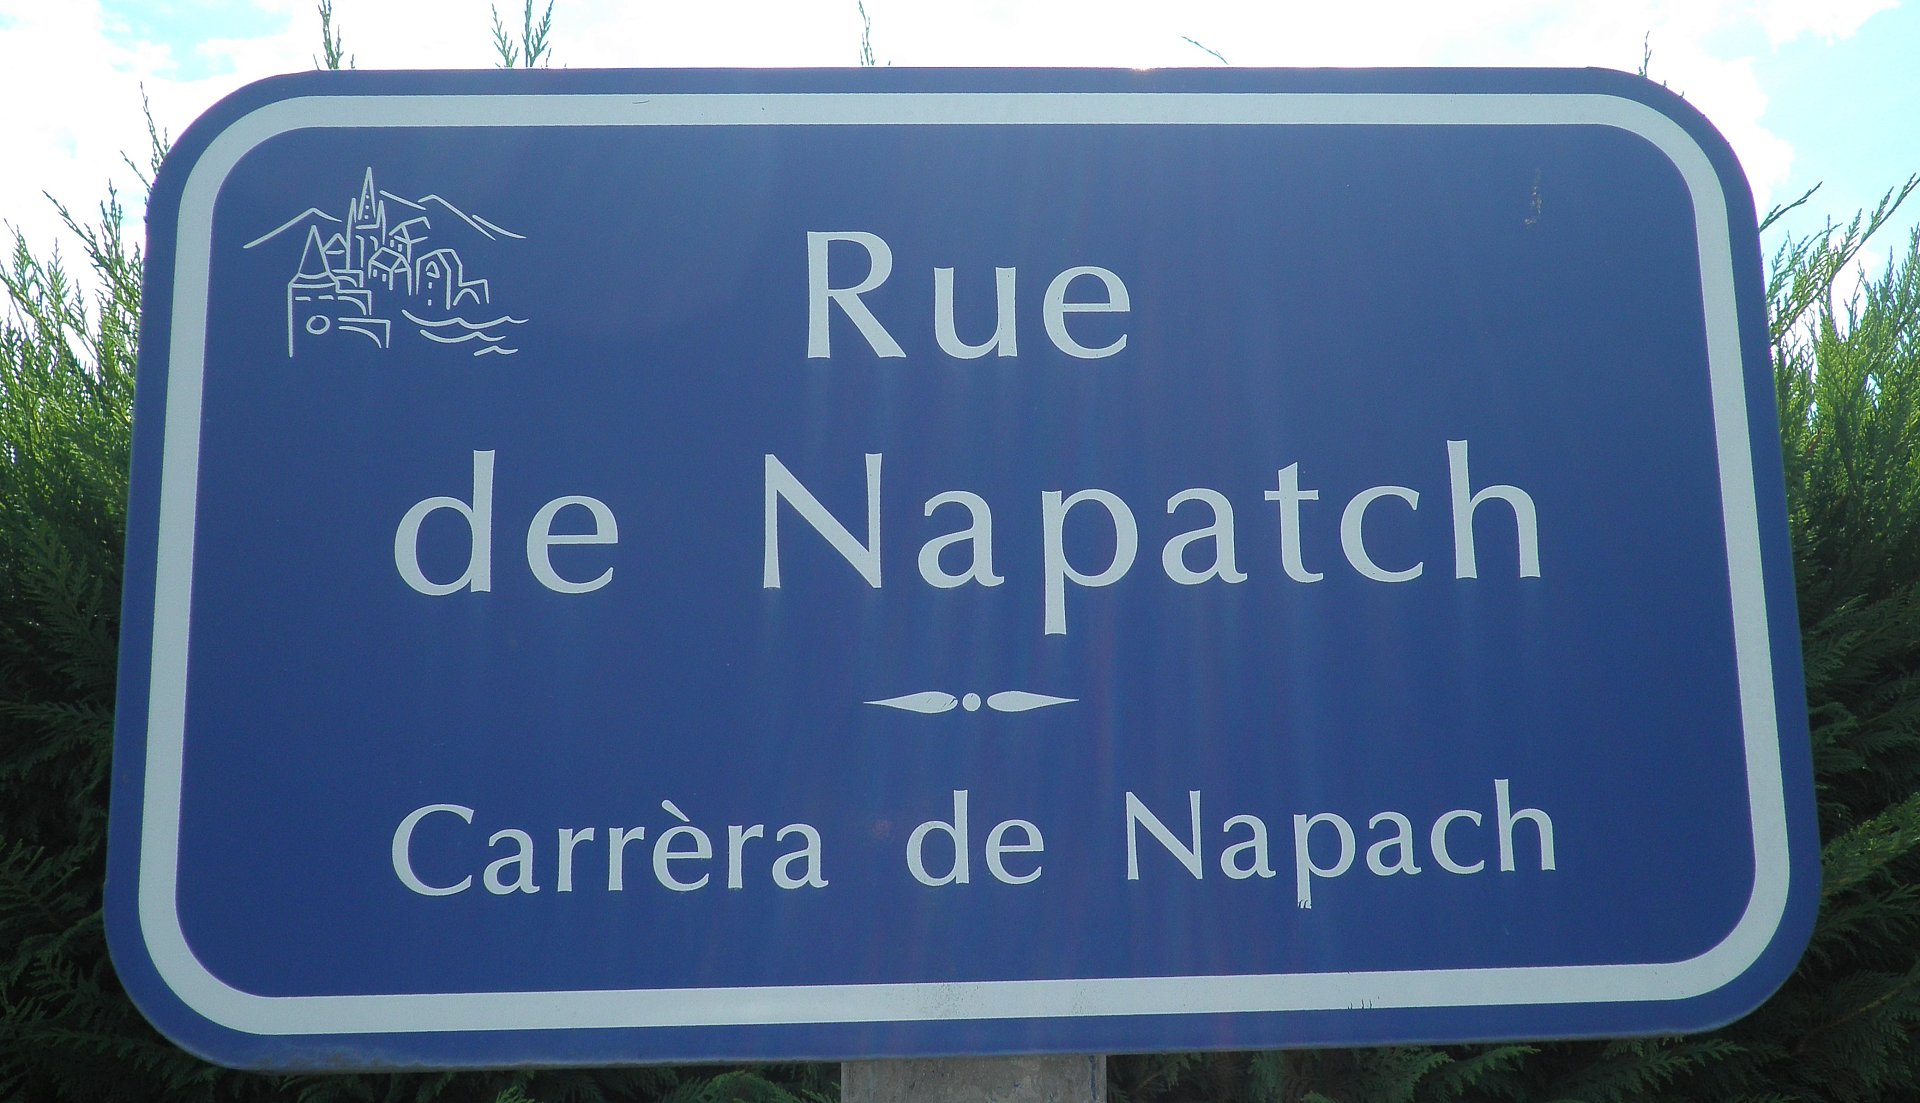 Rue
de Napatch
Carrèra de Napach